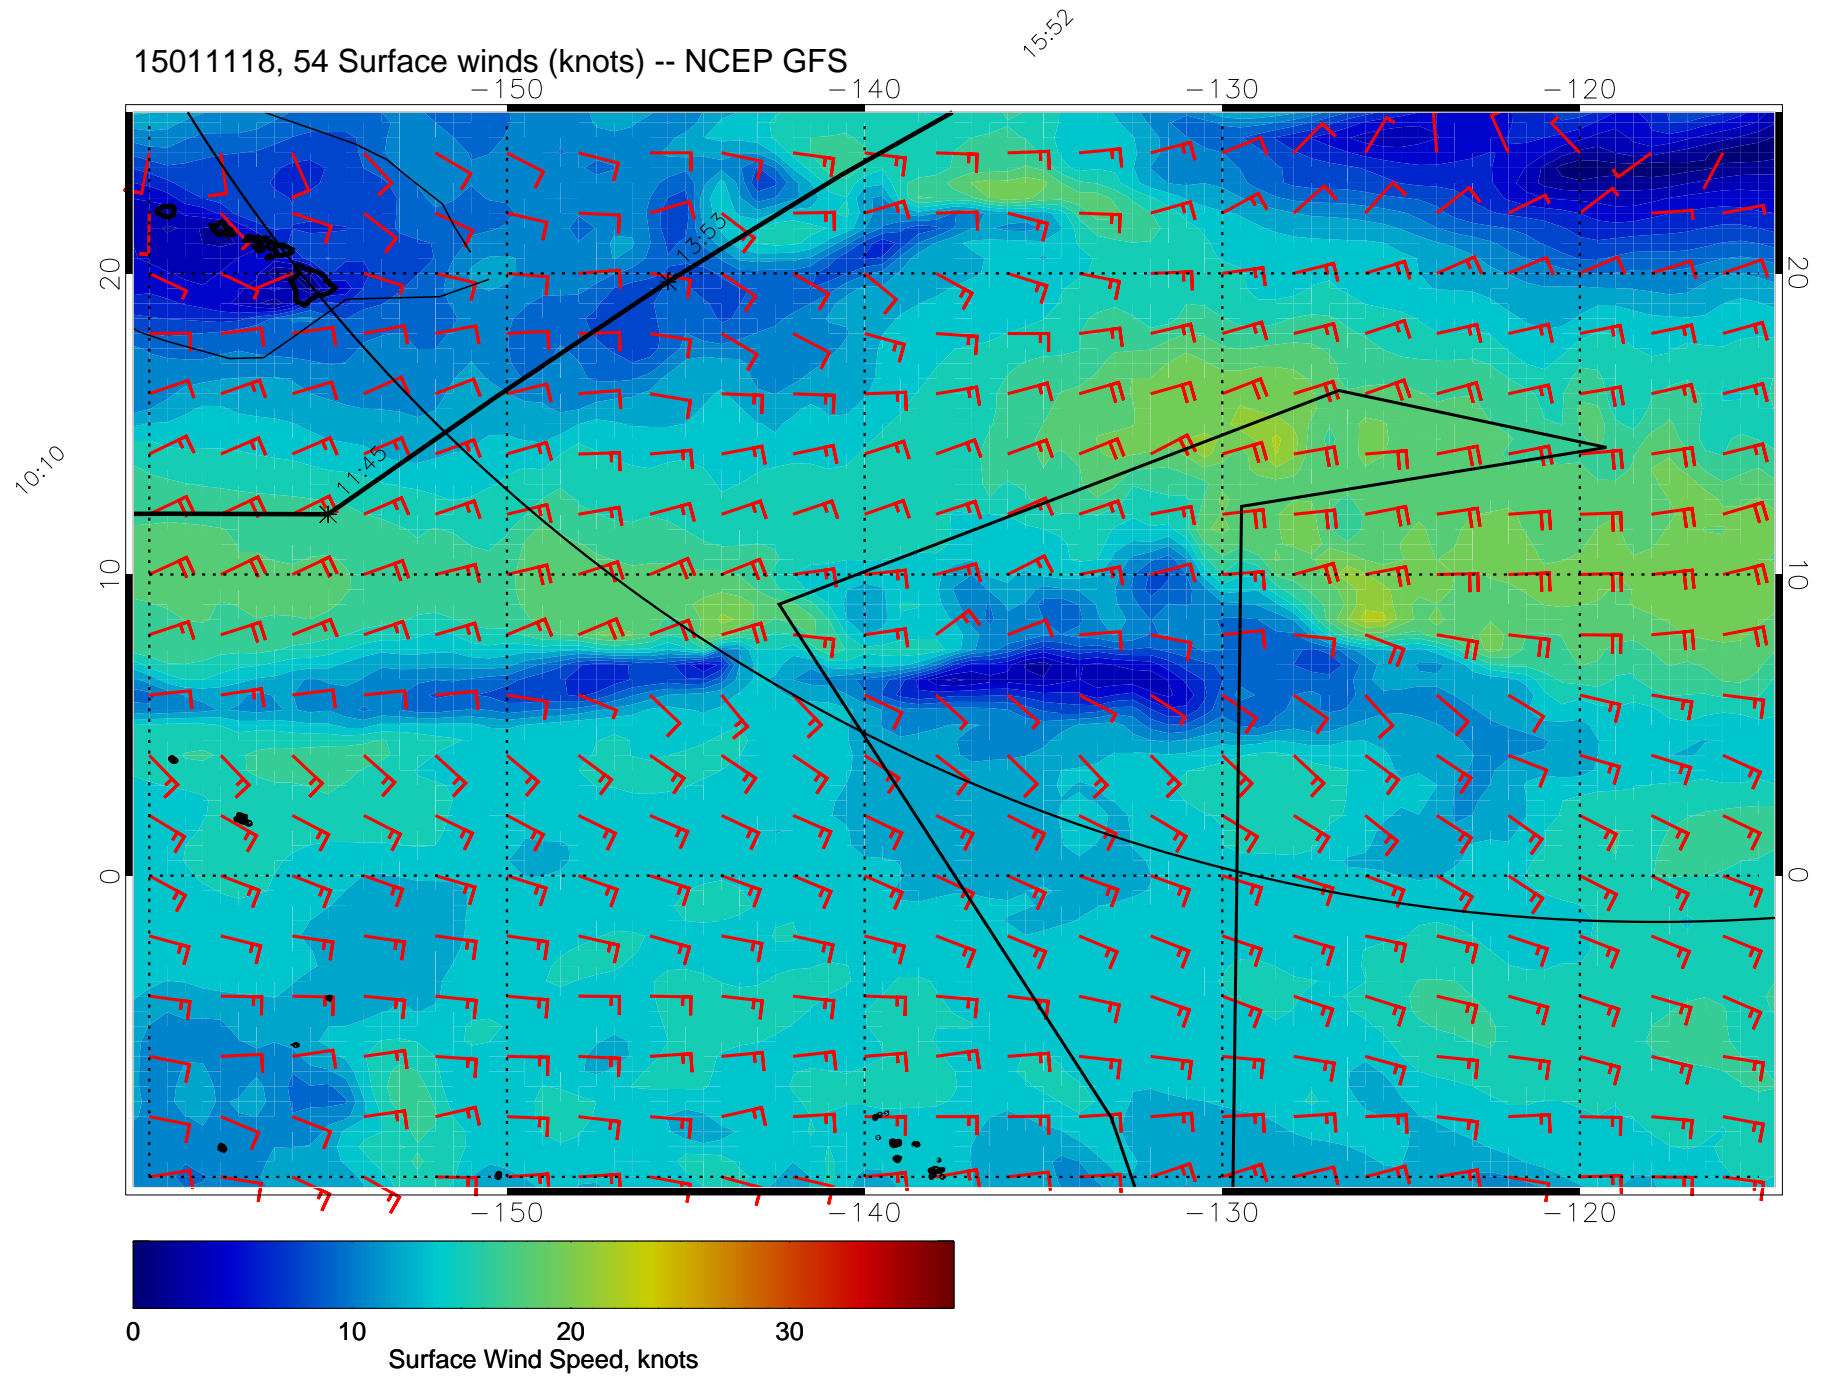 15:52
15011118, 54 Surface winds (knots) -- NCEP GFS
-150 -140 -130 -120
13:53
20 20
11:45
10:10
10 10
0 0
-150 -140 -130 -120
0 10 20 30
Surface Wind Speed, knots